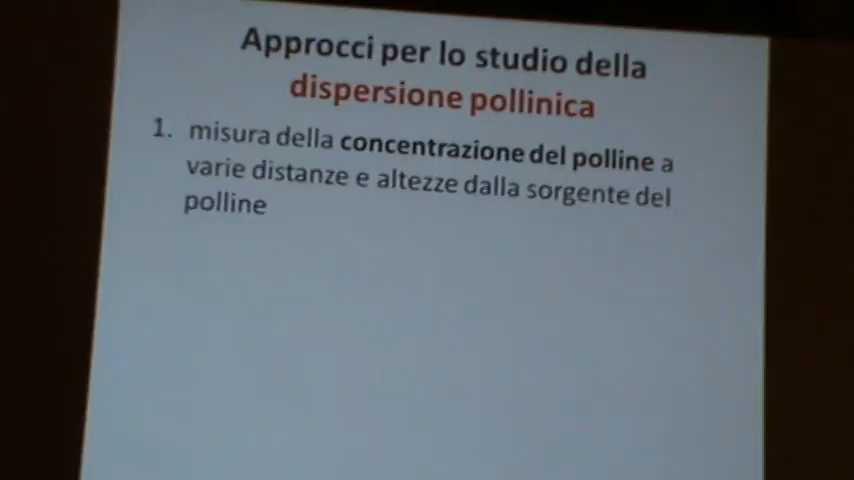 Approcci per lo studio della
dispersione pollinica
1. misura della concentrazione del polline a
varie distanze e altezze dalla sorgente del
polline